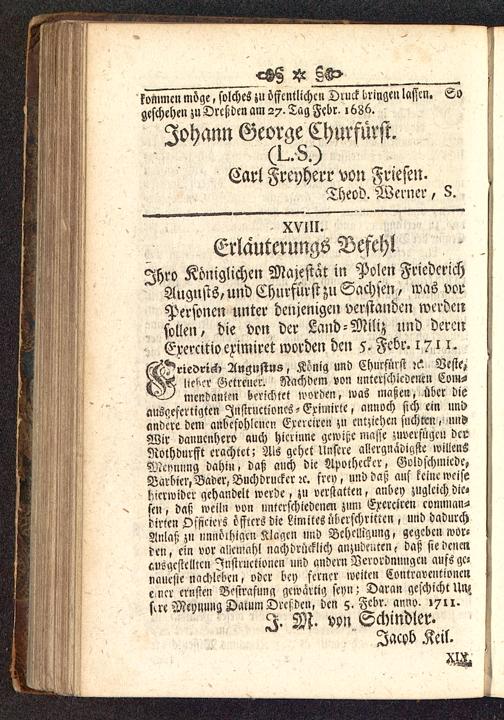 kommen möge, solches zu öffentlichen Druck bringen lassen. So
geschehen zu Dreßden am 27. Tag Febr. 1686.
Johann George Churfürst.
(L.S.)
Carl Freyherr von Friesen.
Theod. Werner, S.
XVIII.
Erläuterungs Befehl
Ihro Königlichen Majestät in Polen Friederich
Augusts, und Churfürst zu Sachsen, was vor
Personen unter denjenigen verstanden werden
sollen, die von der Land-Miliz und deren
Exercitio eximiret worden den 5. Febr. 1711.
Friedrich Augustus, König und Churfürst ꝛc. Veste,
lieber Getreuer. Nachdem von unterschiedenen Com-
mendanten berichtet worden, was maßen, über die
ausgefertigten Instructiones-Eximirte, annoch sich ein und
andere dem anbefohlenen Exerciren zu entziehen suchten, und
Wir dannenhero auch hierinne gewiße masse zuverfügen der
Nothdurfft erachtet; Als gehet Unsere allergnädigste willens
Meynung dahin, daß auch die Apothecker, Goldschmiede,
Barbier, Bader, Buchdrucker ꝛc. frey, und daß auf keine weise
hierwider gehandelt werde, zu verstatten, anbey zugleich die-
sen, daß weiln von unterschiedenen zum Exerciren comman-
dirten Officiers öffters die Limites überschritten, und dadurch
Anlaß zu unnöthigen Klagen und Behelligung, gegeben wor-
den, ein vor allemahl nachdrücklich anzudeuten, daß sie denen
ausgestellten Instructionen und andern Verordnungen aufs ge-
naueste nachleben, oder bey ferner weiten Contraventionen
einer ernsten Bestrafung gewärtig seyn; Daran geschicht Un-
sere Meynung Datum Dreßden, den 5. Febr. anno. 1711.
J. M. von Schindler.
Jacob Keil.
XIX.